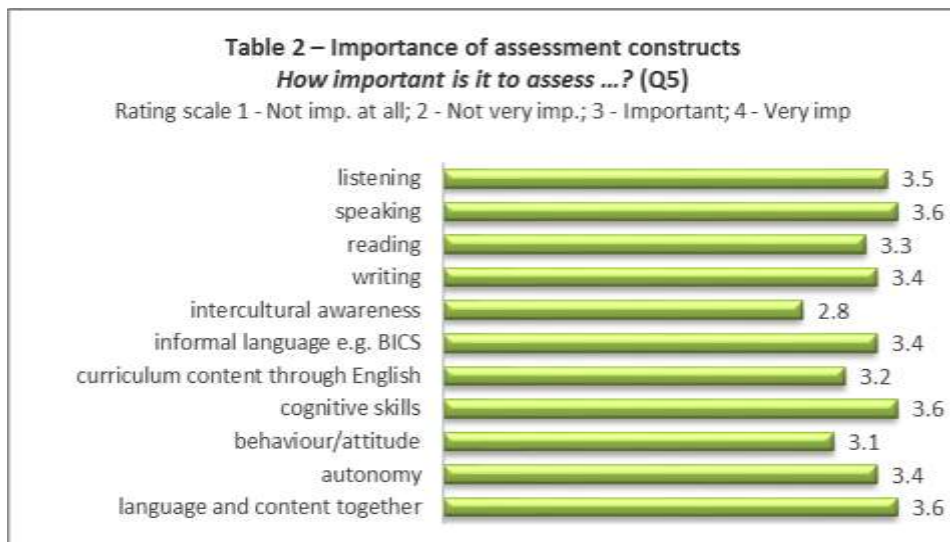 Table 2 – Importance of assessment constructs
How important is it to assess ...? (Q5)
Rating scale 1 - Not imp. at all; 2 - Not very imp.; 3 - Important; 4 - Very imp
listening 3.5
speaking 3.6
reading 3.3
writing 3.4
intercultural awareness 2.8
informal language e.g. BICS 3.4
curriculum content through English 3.2
cognitive skills 3.6
behaviour/attitude 3.1
autonomy 3.4
language and content together 3.6